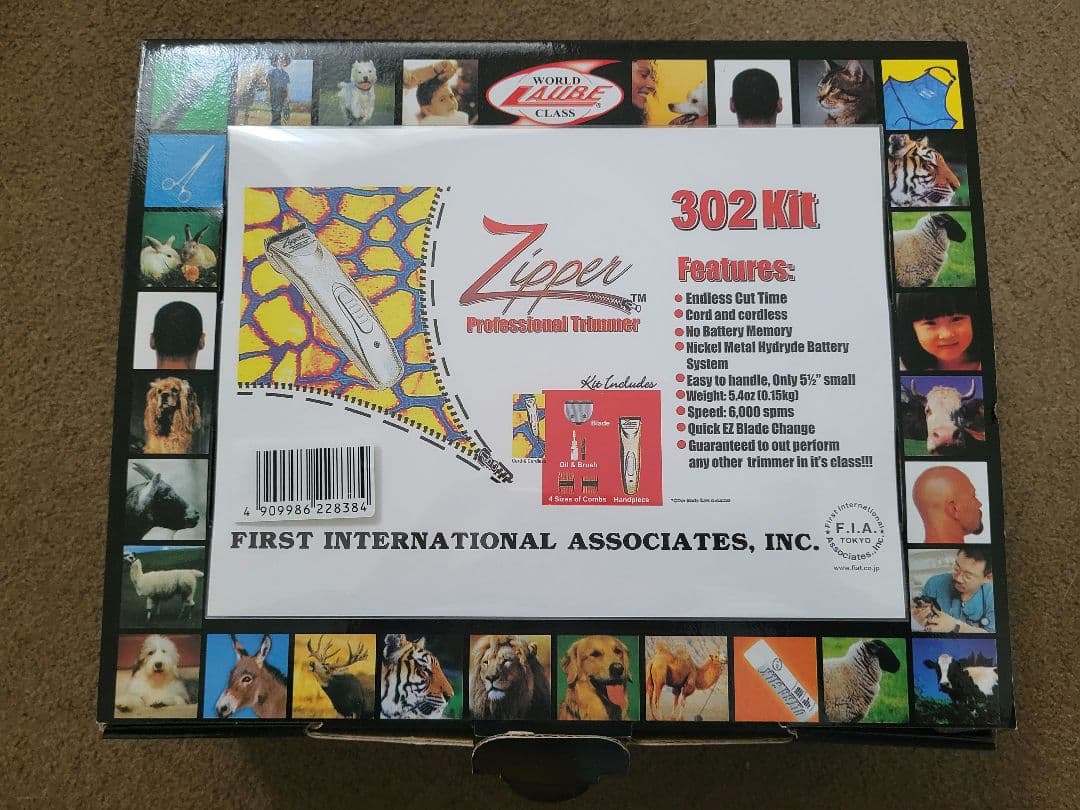 WORLD
LAUBE®
CLASS
302 Kit
Zipper
Zipper
TM
Professional Trimmer
Features:
Endless Cut Time
Cord and cordless
No Battery Memory
Nickel Metal Hydryde Battery
System
Easy to handle, Only 5½" small
Weight: 5.4oz (0.15kg)
Speed: 6,000 spms
Quick EZ Blade Change
Guaranteed to out perform
any other trimmer in it's class!!!
Kit Includes
Blade
Oil & Brush
Cord & Cordless
4 Sizes of Combs
Handpiece
4 909986 228384
FIRST INTERNATIONAL ASSOCIATES, INC.
First International
F.I.A.
TOKYO
Associates, Inc.
www.fiat.co.jp